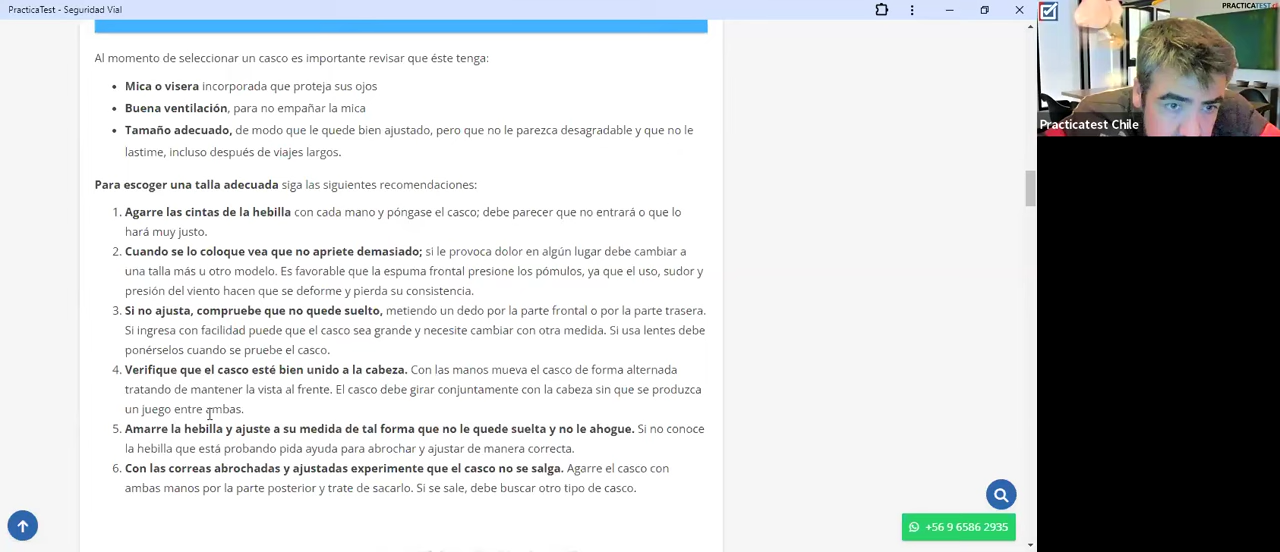 PracticaTest - Seguridad Vial
PRACTICATEST.
Al momento de seleccionar un casco es importante revisar que éste tenga:
• Mica o visera incorporada que proteja sus ojos
• Buena ventilación, para no empañar la mica
• Tamaño adecuado, de modo que le quede bien ajustado, pero que no le parezca desagradable y que no le
lastime, incluso después de viajes largos.
Practicatest Chile
Para escoger una talla adecuada siga las siguientes recomendaciones:
1. Agarre las cintas de la hebilla con cada mano y póngase el casco; debe parecer que no entrará o que lo
hará muy justo.
2. Cuando se lo coloque vea que no apriete demasiado; si le provoca dolor en algún lugar debe cambiar a
una talla más u otro modelo. Es favorable que la espuma frontal presione los pómulos, ya que el uso, sudor y
presión del viento hacen que se deforme y pierda su consistencia.
3. Si no ajusta, compruebe que no quede suelto, metiendo un dedo por la parte frontal o por la parte trasera.
Si ingresa con facilidad puede que el casco sea grande y necesite cambiar con otra medida. Si usa lentes debe
ponérselos cuando se pruebe el casco.
4. Verifique que el casco esté bien unido a la cabeza. Con las manos mueva el casco de forma alternada
tratando de mantener la vista al frente. El casco debe girar conjuntamente con la cabeza sin que se produzca
un juego entre ambas.
5. Amarre la hebilla y ajuste a su medida de tal forma que no le quede suelta y no le ahogue. Si no conoce
la hebilla que está probando pida ayuda para abrochar y ajustar de manera correcta.
6. Con las correas abrochadas y ajustadas experimente que el casco no se salga. Agarre el casco con
ambas manos por la parte posterior y trate de sacarlo. Si se sale, debe buscar otro tipo de casco.
+56 9 6586 2935